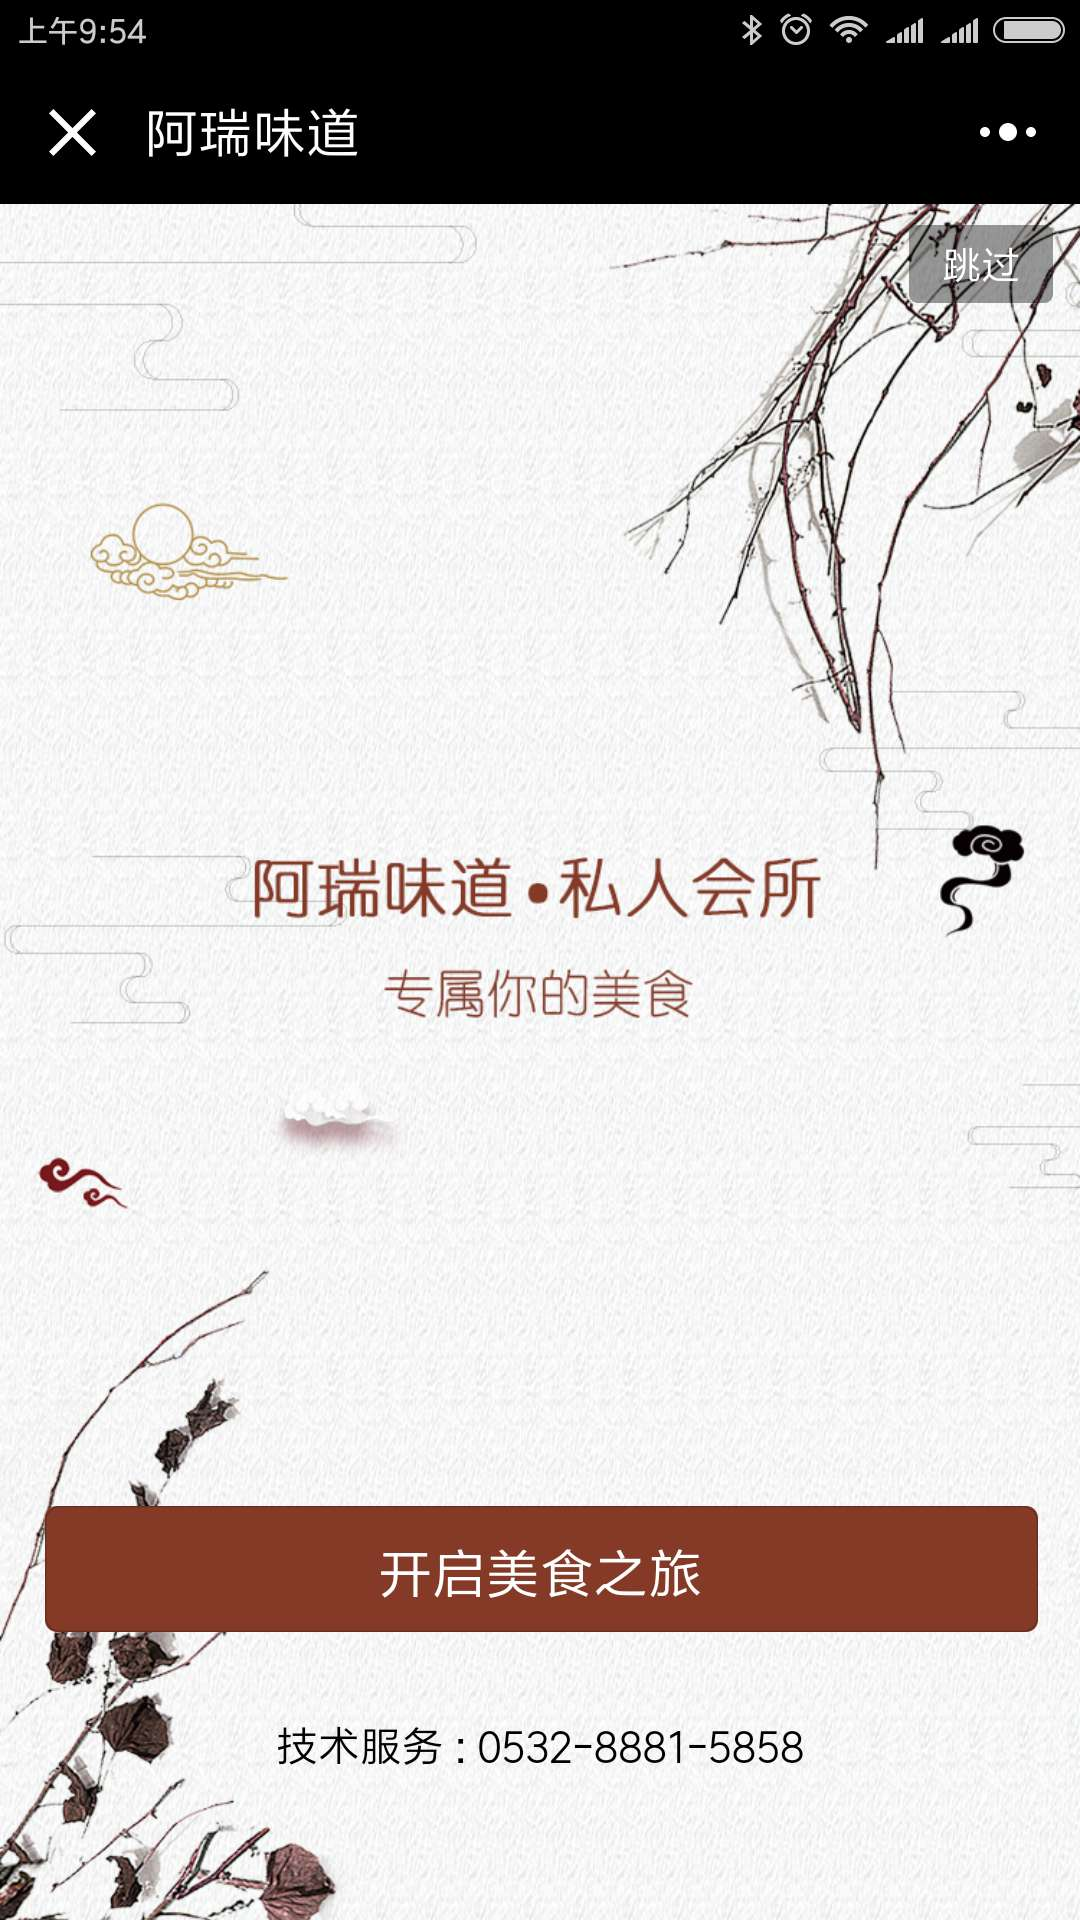 上午9:54
阿瑞味道
跳过
阿瑞味道•私人会所
专属你的美食
开启美食之旅
技术服务：0532-8881-5858